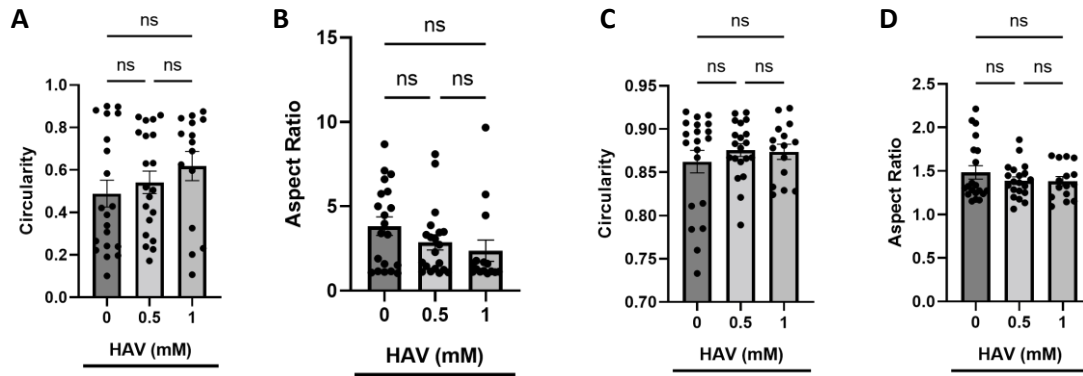 A
ns
ns
ns
Circularity
1.0
0.8
0.6
0.4
0.2
0.0
0
0.5
1
HAV (mM)
B
ns
ns
ns
Aspect Ratio
15
10
5
0
0
0.5
1
HAV (mM)
C
ns
ns
ns
Circularity
0.95
0.90
0.85
0.80
0.75
0.70
0
0.5
1
HAV (mM)
D
ns
ns
ns
Aspect Ratio
2.5
2.0
1.5
1.0
0.5
0.0
0
0.5
1
HAV (mM)